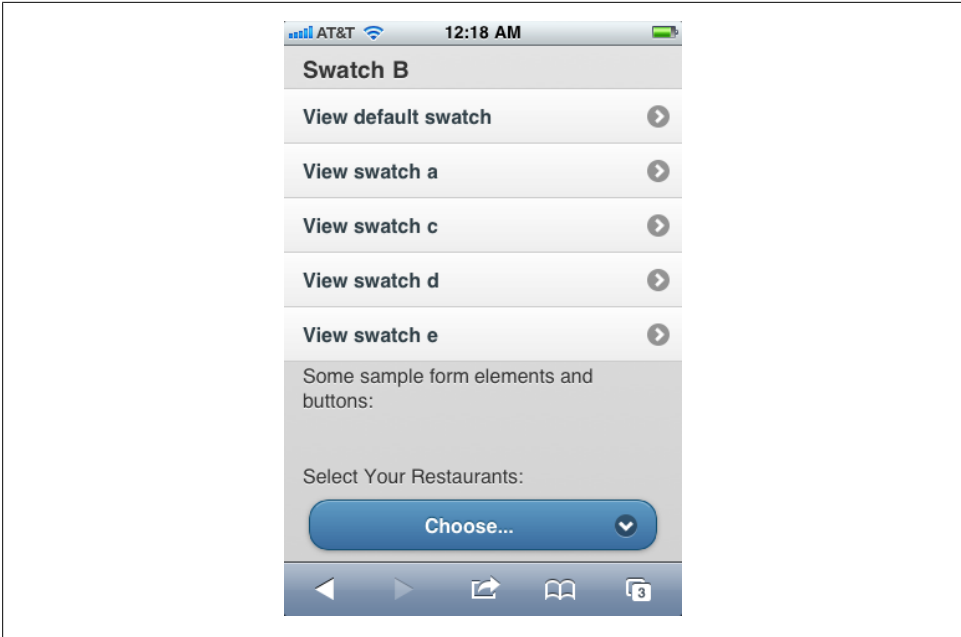 AT&T 12:18 AM
Swatch B
View default swatch
View swatch a
View swatch c
View swatch d
View swatch e
Some sample form elements and
buttons:
Select Your Restaurants:
Choose...
3